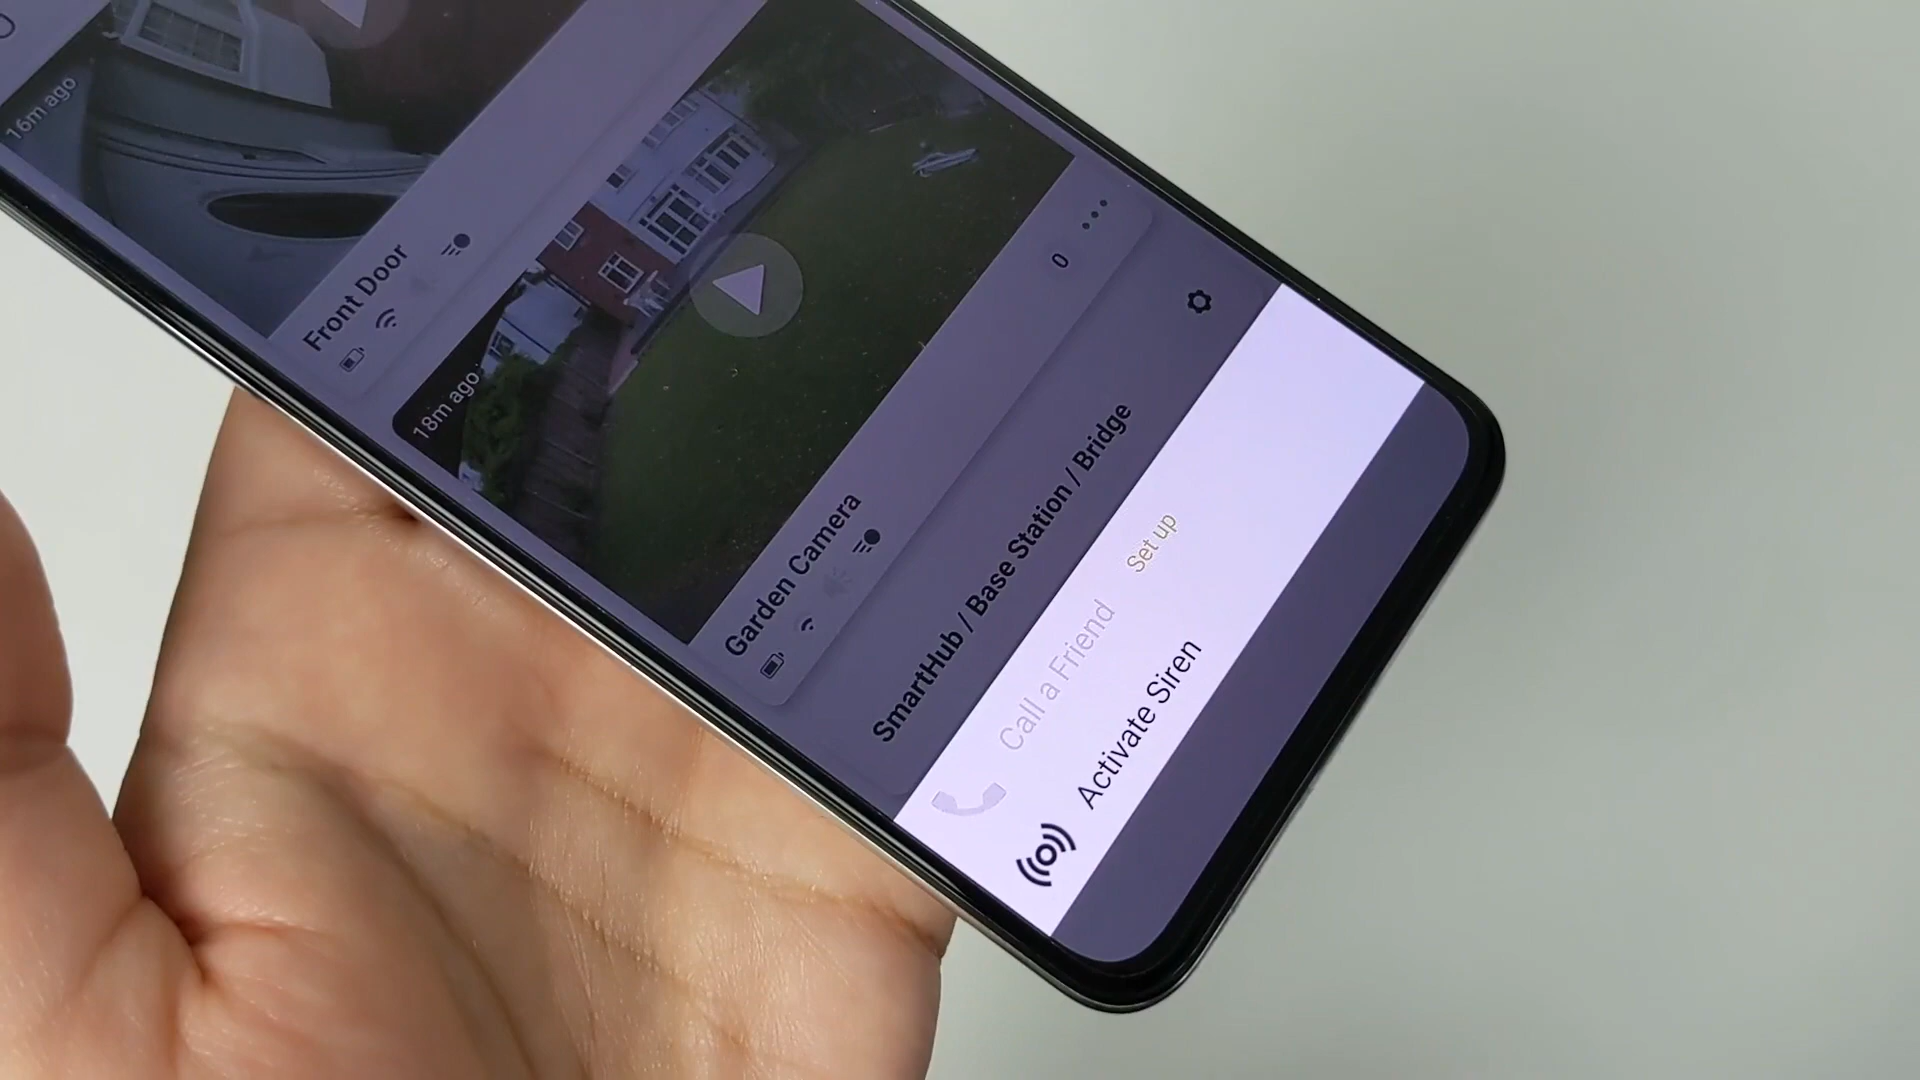 16m ago
Front Door
18m ago
Garden Camera
0
SmartHub / Base Station / Bridge
Call a Friend Set up
Activate Siren